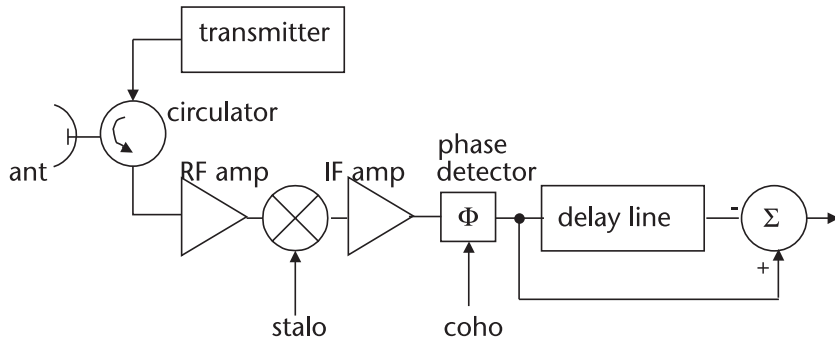 transmitter
circulator
ant
RF amp
IF amp
phase
detector
Φ
delay line
-
Σ
+
stalo
coho